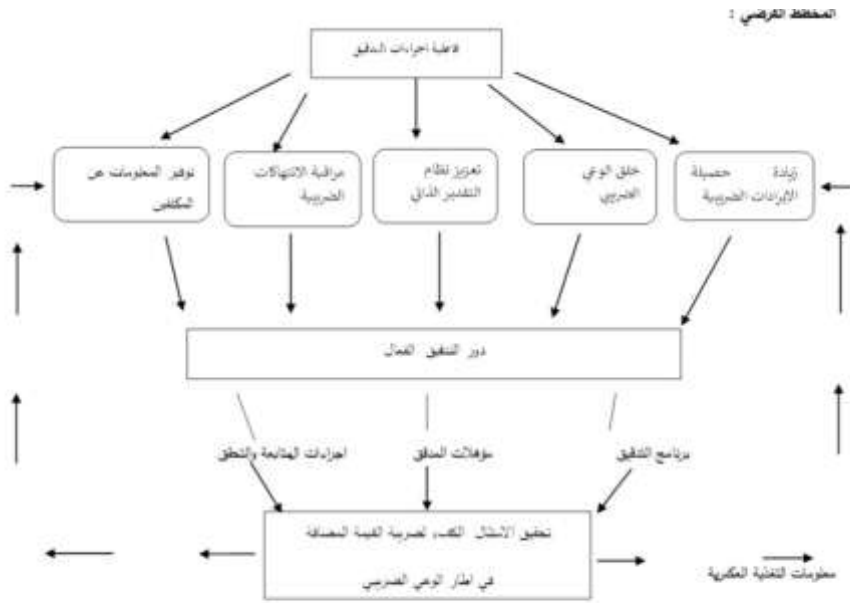 المخطط الفرضي :
فاعلية اجراءات التدقيق
زيادة حصيلة
الإيرادات الضريبية
خلق الوعي
الضريبي
تعزيز نظام
التقدير الذاتي
مراقبة الانتهاكات
الضريبية
توفير المعلومات عن
المكلفين
دور التدقيق الفعال
برنامج التدقيق
مؤهلات المدقق
اجراءات المتابعة والتحقق
تحقيق الامتثال الكفء لضريبة القيمة المضافة
في اطار الوعي الضريبي
معلومات التغذية العكسية